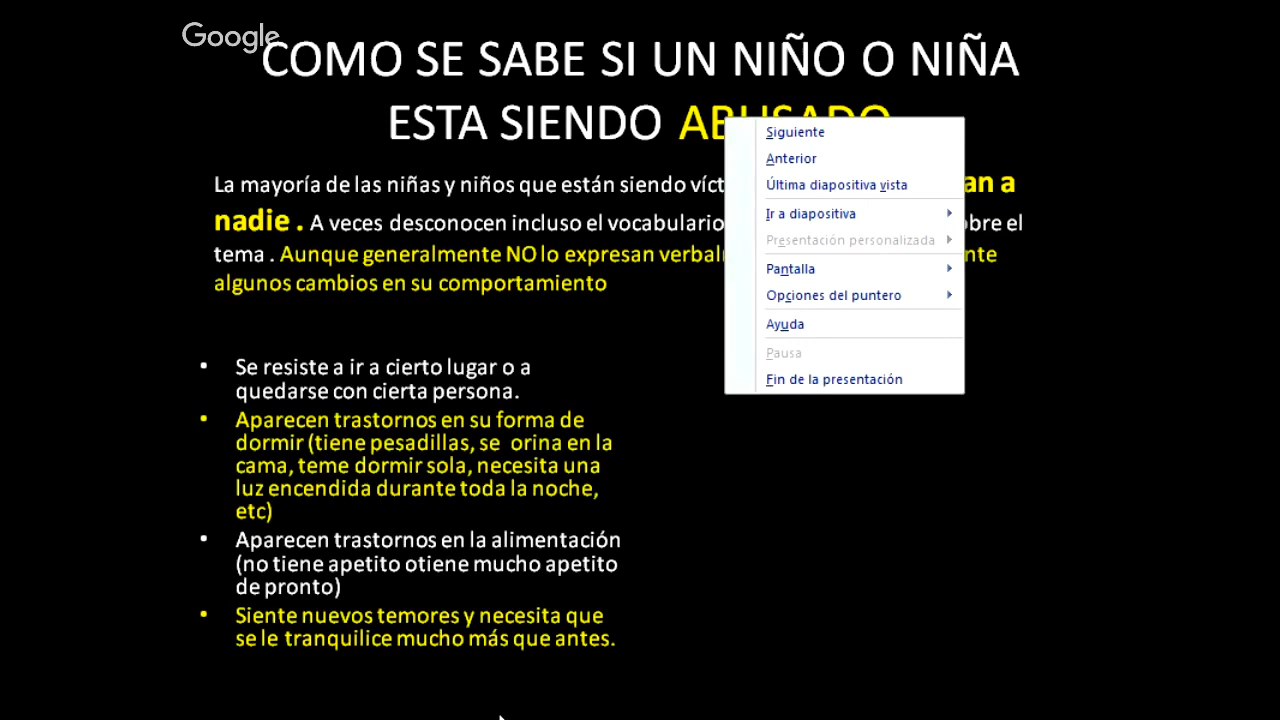 Google
COMO SE SABE SI UN NIÑO O NIÑA
ESTA SIENDO ABUSADO
La mayoría de las niñas y niños que están siendo an a
nadie . A veces desconocen incluso el vocabulario el
tema . Aunque generalmente NO lo expresan
algunos cambios en su comportamiento
Siguiente
Anterior
Última diapositiva vista
Ir a diapositiva
Presentación personalizada
Pantalla
Opciones del puntero
Ayuda
Pausa
Fin de la presentación
• Se resiste a ir a cierto lugar o a
quedarse con cierta persona.
• Aparecen trastornos en su forma de
dormir (tiene pesadillas, se orina en la
cama, teme dormir sola, necesita una
luz encendida durante toda la noche,
etc)
• Aparecen trastornos en la alimentación
(no tiene apetito otiene mucho apetito
de pronto)
• Siente nuevos temores y necesita que
se le tranquilice mucho más que antes.